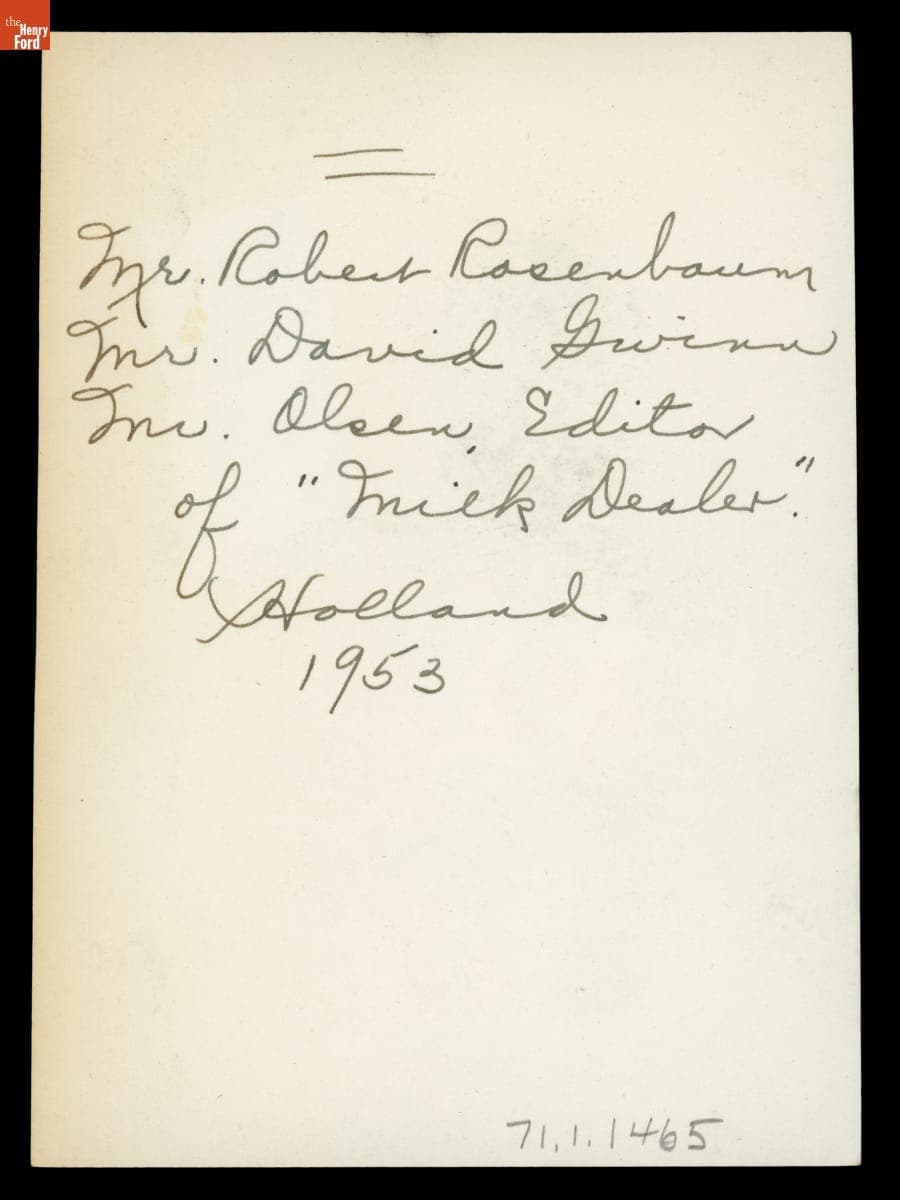 the
Henry
Ford
Mr. Robert Rosenbaum
Mr. David Gwinn
Mr. Olsen, Editor
of "Milk Dealer".
Holland
1953
71.1.1465